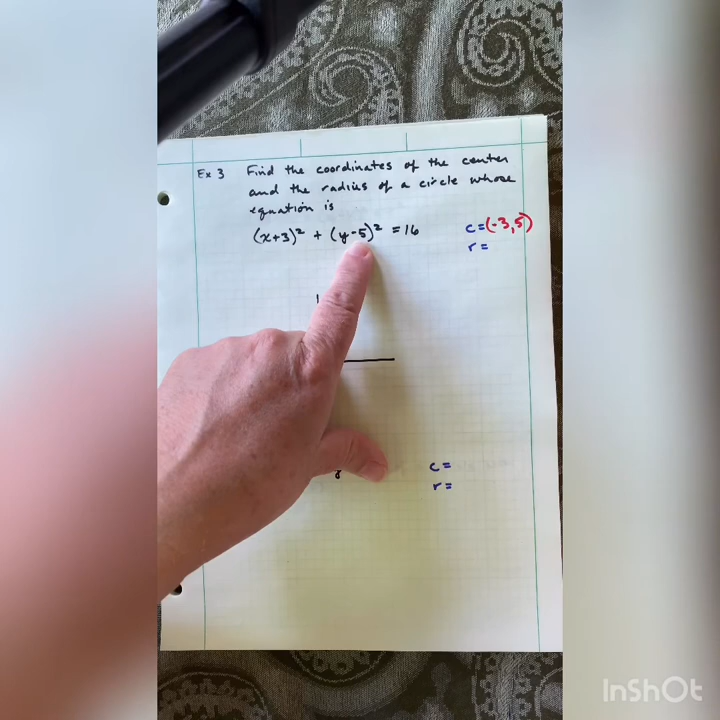 Ex 3 Find the coordinates of the center
and the radius of a circle whose
equation is
(x+3)² + (y-5)² = 16
c=(-3,5)
r=
c=
r=
InShOt